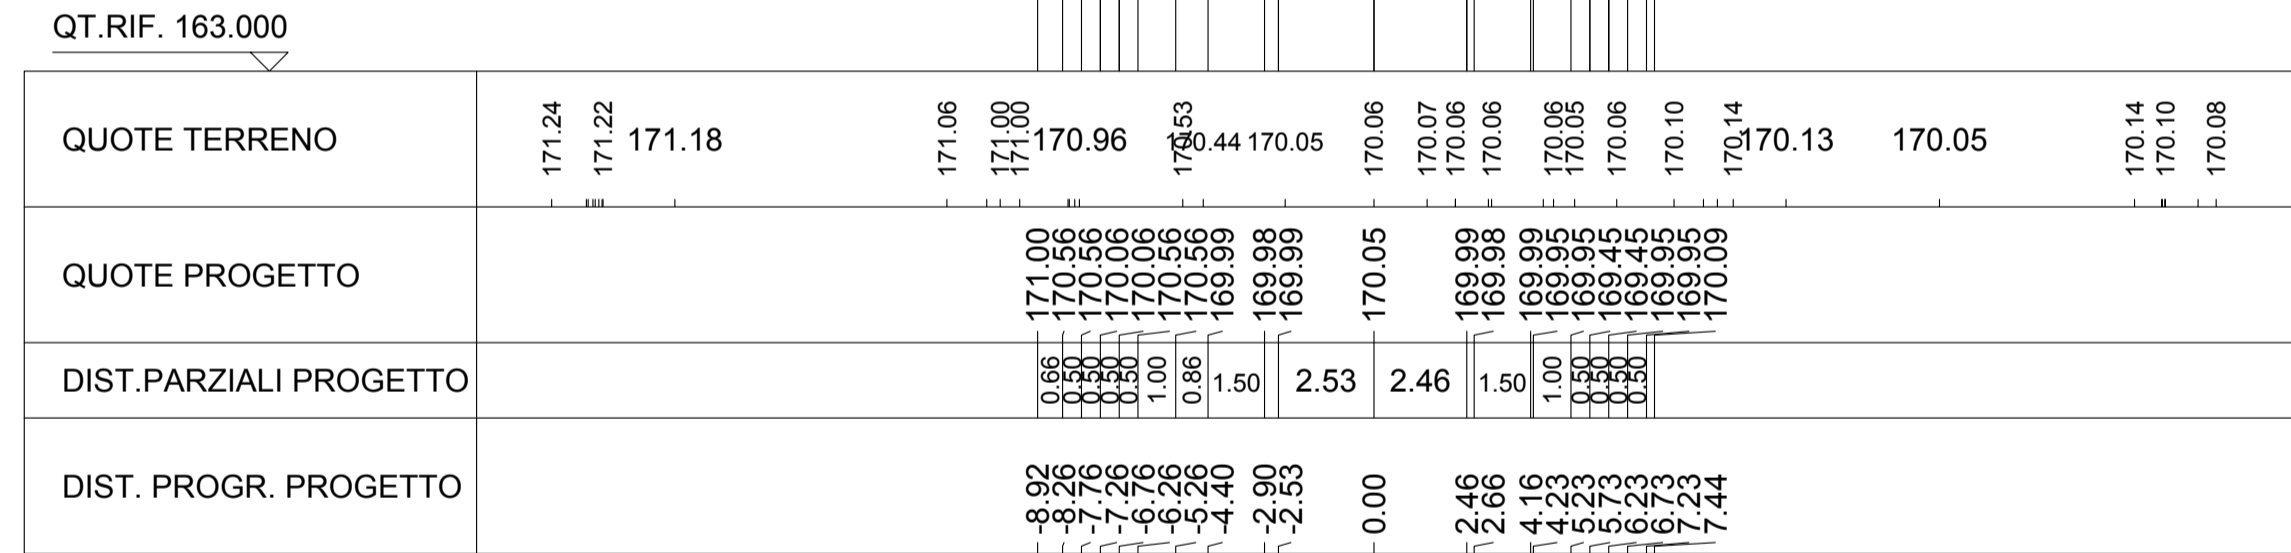 QT.RIF. 163.000
QUOTE TERRENO 171.24 171.22 171.18 171.06 171.00 171.00 170.96 170.53 170.44 170.05 170.06 170.07 170.06 170.06 170.06 170.05 170.06 170.10 170.14 170.13 170.05 170.14 170.10 170.08
QUOTE PROGETTO 171.00 170.56 170.56 170.06 170.06 170.56 170.56 169.99 169.98 169.99 170.05 169.99 169.98 169.99 169.95 169.95 169.45 169.45 169.95 169.95 170.09
DIST.PARZIALI PROGETTO 0.66 0.50 0.50 0.50 0.50 1.00 0.86 1.50 2.53 2.46 1.50 1.00 0.50 0.50 0.50 0.50
DIST. PROGR. PROGETTO -8.92 -8.26 -7.76 -7.26 -6.76 -6.26 -5.26 -4.40 -2.90 -2.53 0.00 2.46 2.66 4.16 4.23 5.23 5.73 6.23 6.73 7.23 7.44